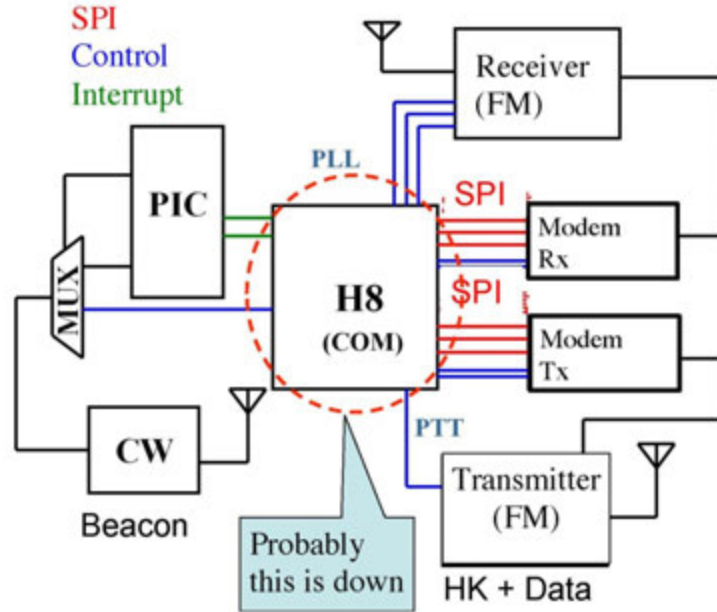 SPI
Control
Interrupt
Receiver
(FM)
PLL
PIC
SPI
Modem
Rx
MUX
H8
(COM)
SPI
Modem
Tx
CW
PTT
Transmitter
(FM)
Beacon
Probably
this is down
HK + Data